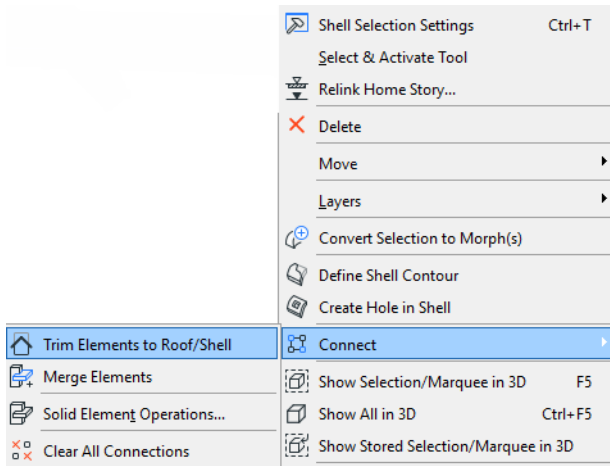 Shell Selection Settings Ctrl+T
Select & Activate Tool
Relink Home Story...
Delete
Move
Layers
Convert Selection to Morph(s)
Define Shell Contour
Create Hole in Shell
Trim Elements to Roof/Shell Connect
Merge Elements Show Selection/Marquee in 3D F5
Solid Element Operations... Show All in 3D Ctrl+F5
Clear All Connections Show Stored Selection/Marquee in 3D